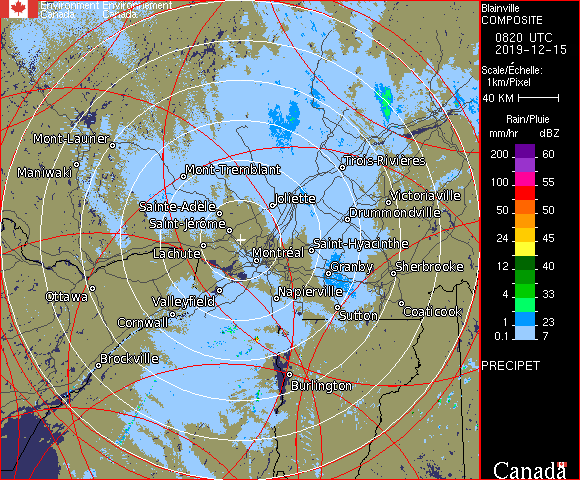 Environment Environnement
Canada Canada
Mont-Laurier
Maniwaki
Mont-Tremblant
Trois-Rivières
Sainte-Adèle
Joliette
Victoriaville
Saint-Jérôme
Drummondville
Lachute
Montréal
Saint-Hyacinthe
Granby
Sherbrooke
Ottawa
Valleyfield
Napierville
Cornwall
Sutton
Coaticook
Brockville
Burlington
Blainville
COMPOSITE
0820 UTC
2019-12-15
Scale/Échelle:
1km/Pixel
40 KM
Rain/Pluie
mm/hr dBZ
200 60
100 55
50 50
24 45
12 40
4 33
1 23
0.1 7
PRECIPET
Canada